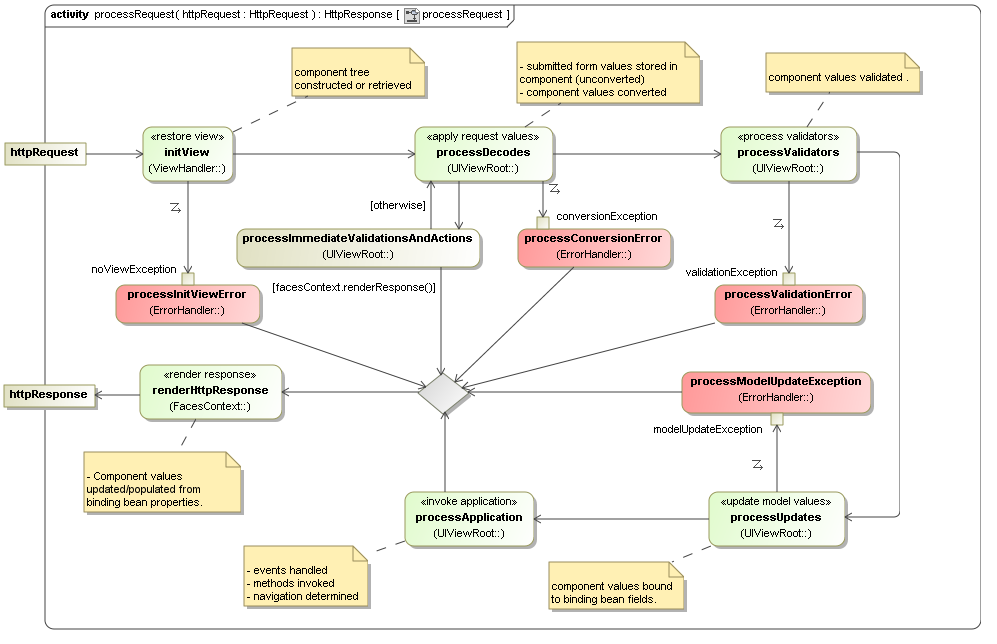 activity processRequest( httpRequest : HttpRequest ) : HttpResponse [ processRequest ]
component tree
constructed or retrieved
- submitted form values stored in
component (unconverted)
- component values converted
component values validated .
httpRequest
«restore view»
initView
(ViewHandler::)
«apply request values»
processDecodes
(UIViewRoot::)
«process validators»
processValidators
(UIViewRoot::)
[otherwise]
conversionException
processImmediateValidationsAndActions
(UIViewRoot::)
processConversionError
(ErrorHandler::)
noViewException
validationException
[facesContext.renderResponse()]
processInitViewError
(ErrorHandler::)
processValidationError
(ErrorHandler::)
httpResponse
«render response»
renderHttpResponse
(FacesContext::)
processModelUpdateException
(ErrorHandler::)
modelUpdateException
- Component values
updated/populated from
binding bean properties.
«invoke application»
processApplication
(UIViewRoot::)
«update model values»
processUpdates
(UIViewRoot::)
- events handled
- methods invoked
- navigation determined
component values bound
to binding bean fields.